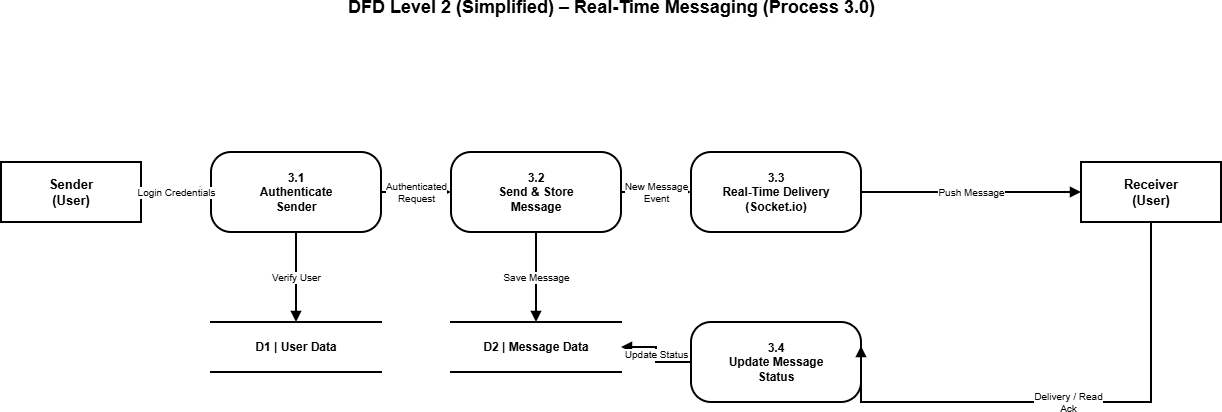 DFD Level 2 (Simplified) – Real-Time Messaging (Process 3.0)
Sender
(User)
Login Credentials
3.1
Authenticate
Sender
Authenticated
Request
3.2
Send & Store
Message
New Message
Event
3.3
Real-Time Delivery
(Socket.io)
Push Message
Receiver
(User)
Verify User
Save Message
D1 | User Data
D2 | Message Data
Update Status
3.4
Update Message
Status
Delivery / Read
Ack